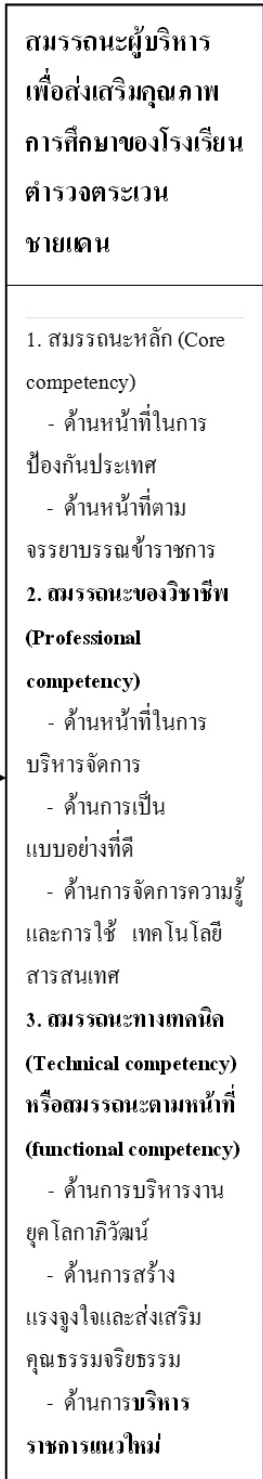 สมรรถนะผู้บริหาร
เพื่อส่งเสริมคุณภาพ
การศึกษาของโรงเรียน
ตำรวจตระเวน
ชายแดน
1. สมรรถนะหลัก (Core
competency)
- ด้านหน้าที่ในการ
ป้องกันประเทศ
- ด้านหน้าที่ตาม
จรรยาบรรณข้าราชการ
2. สมรรถนะของวิชาชีพ
(Professional
competency)
- ด้านหน้าที่ในการ
บริหารจัดการ
- ด้านการเป็น
แบบอย่างที่ดี
- ด้านการจัดการความรู้
และการใช้ เทคโนโลยี
สารสนเทศ
3. สมรรถนะทางเทคนิค
(Technical competency)
หรือสมรรถนะตามหน้าที่
(functional competency)
- ด้านการบริหารงาน
ยุคโลกาภิวัฒน์
- ด้านการสร้าง
แรงจูงใจและส่งเสริม
คุณธรรมจริยธรรม
- ด้านการบริหาร
ราชการแนวใหม่